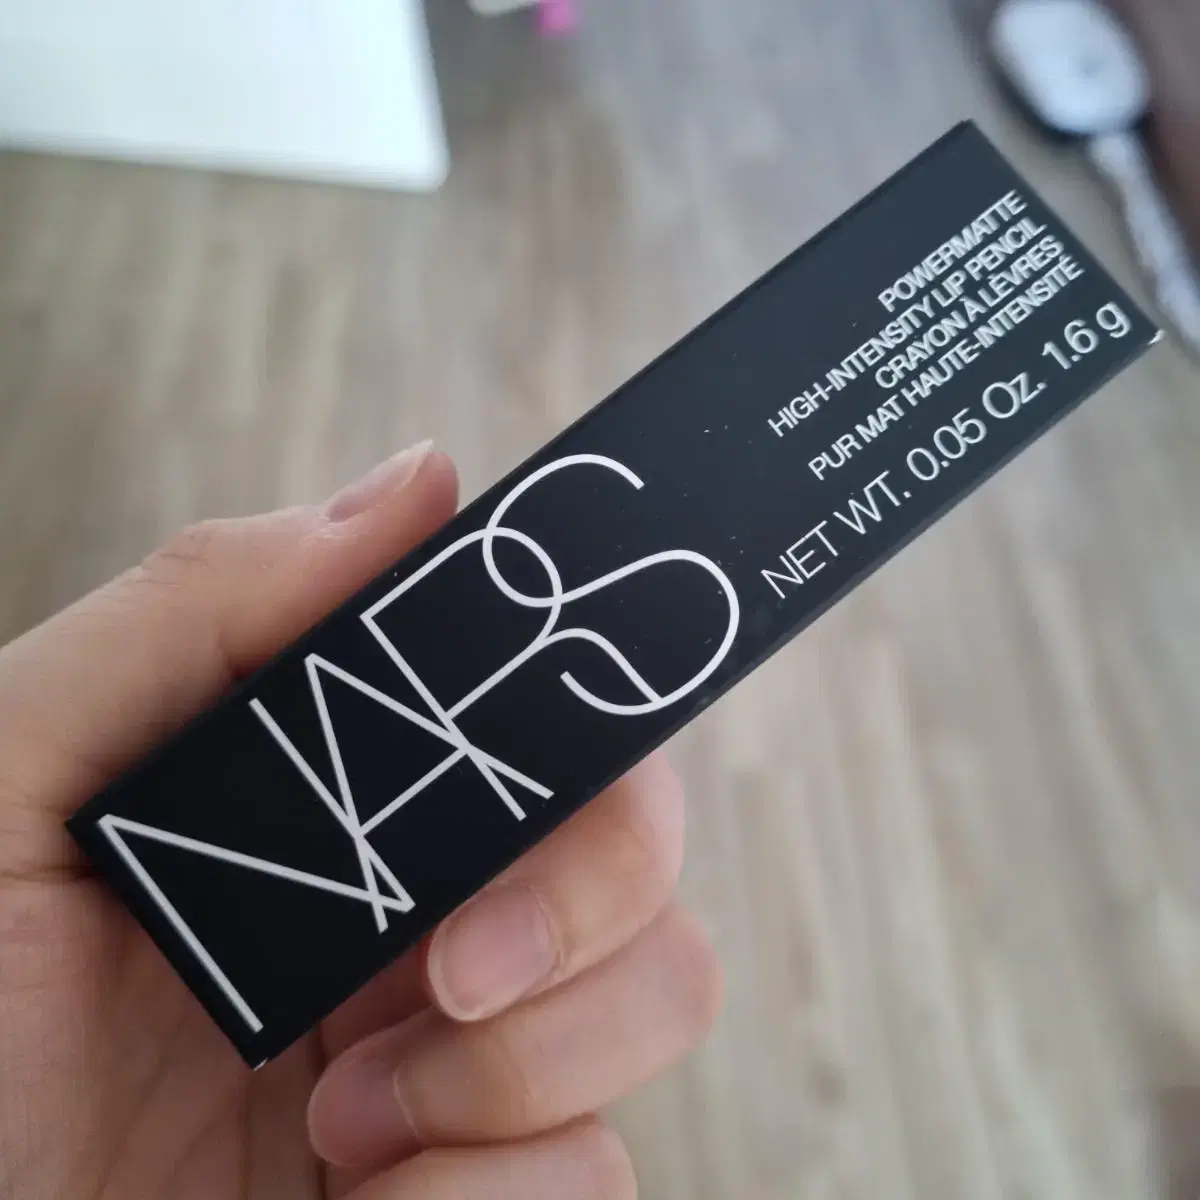 NARS
POWERMATTE
HIGH-INTENSITY LIP PENCIL
CRAYON À LÈVRES
PUR MAT HAUTE-INTENSITÉ
NET WT. 0.05 Oz. 1.6 g